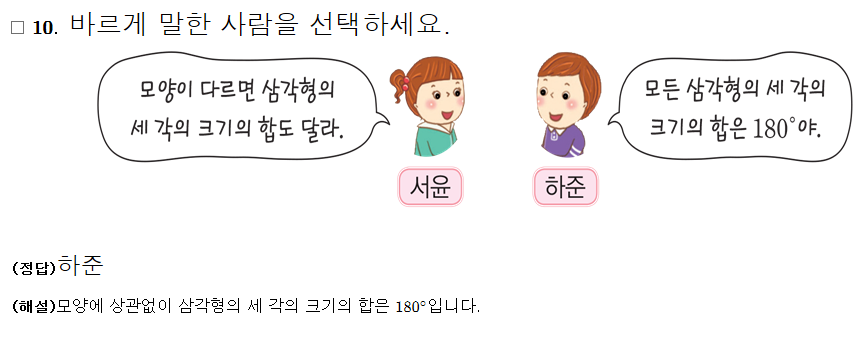 □ 10. 바르게 말한 사람을 선택하세요.
모양이 다르면 삼각형의
세 각의 크기의 합도 달라.
모든 삼각형의 세 각의
크기의 합은 180°야.
서윤
하준
(정답)하준
(해설)모양에 상관없이 삼각형의 세 각의 크기의 합은 180°입니다.